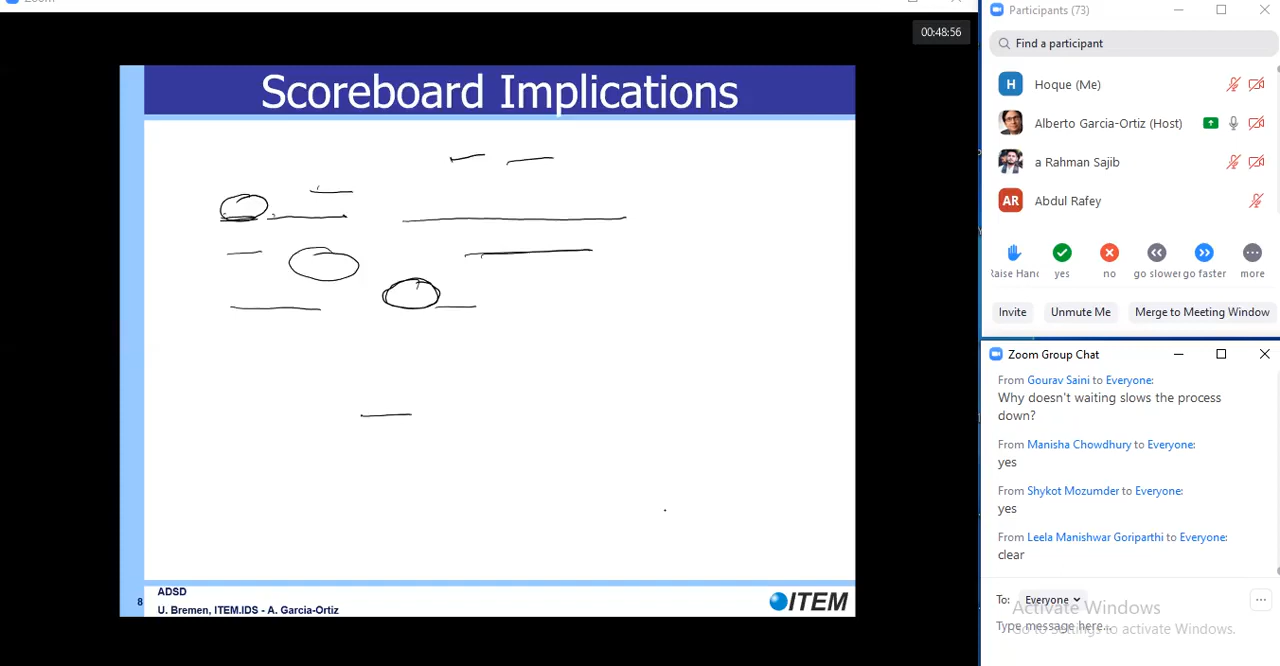 Zoom
00:48:56
Scoreboard Implications
8
ADSD
U. Bremen, ITEM.IDS - A. Garcia-Ortiz
ITEM
Participants (73)
Find a participant
H Hoque (Me)
Alberto Garcia-Ortiz (Host)
a Rahman Sajib
AR Abdul Rafey
Raise Hand yes no go slower go faster more
Invite Unmute Me Merge to Meeting Window
Zoom Group Chat
From Gourav Saini to Everyone:
Why doesn't waiting slows the process
down?
From Manisha Chowdhury to Everyone:
yes
From Shykot Mozumder to Everyone:
yes
From Leela Manishwar Goriparthi to Everyone:
clear
To: Everyone
Activate Windows
Type message here...
Go to Settings to activate Windows.